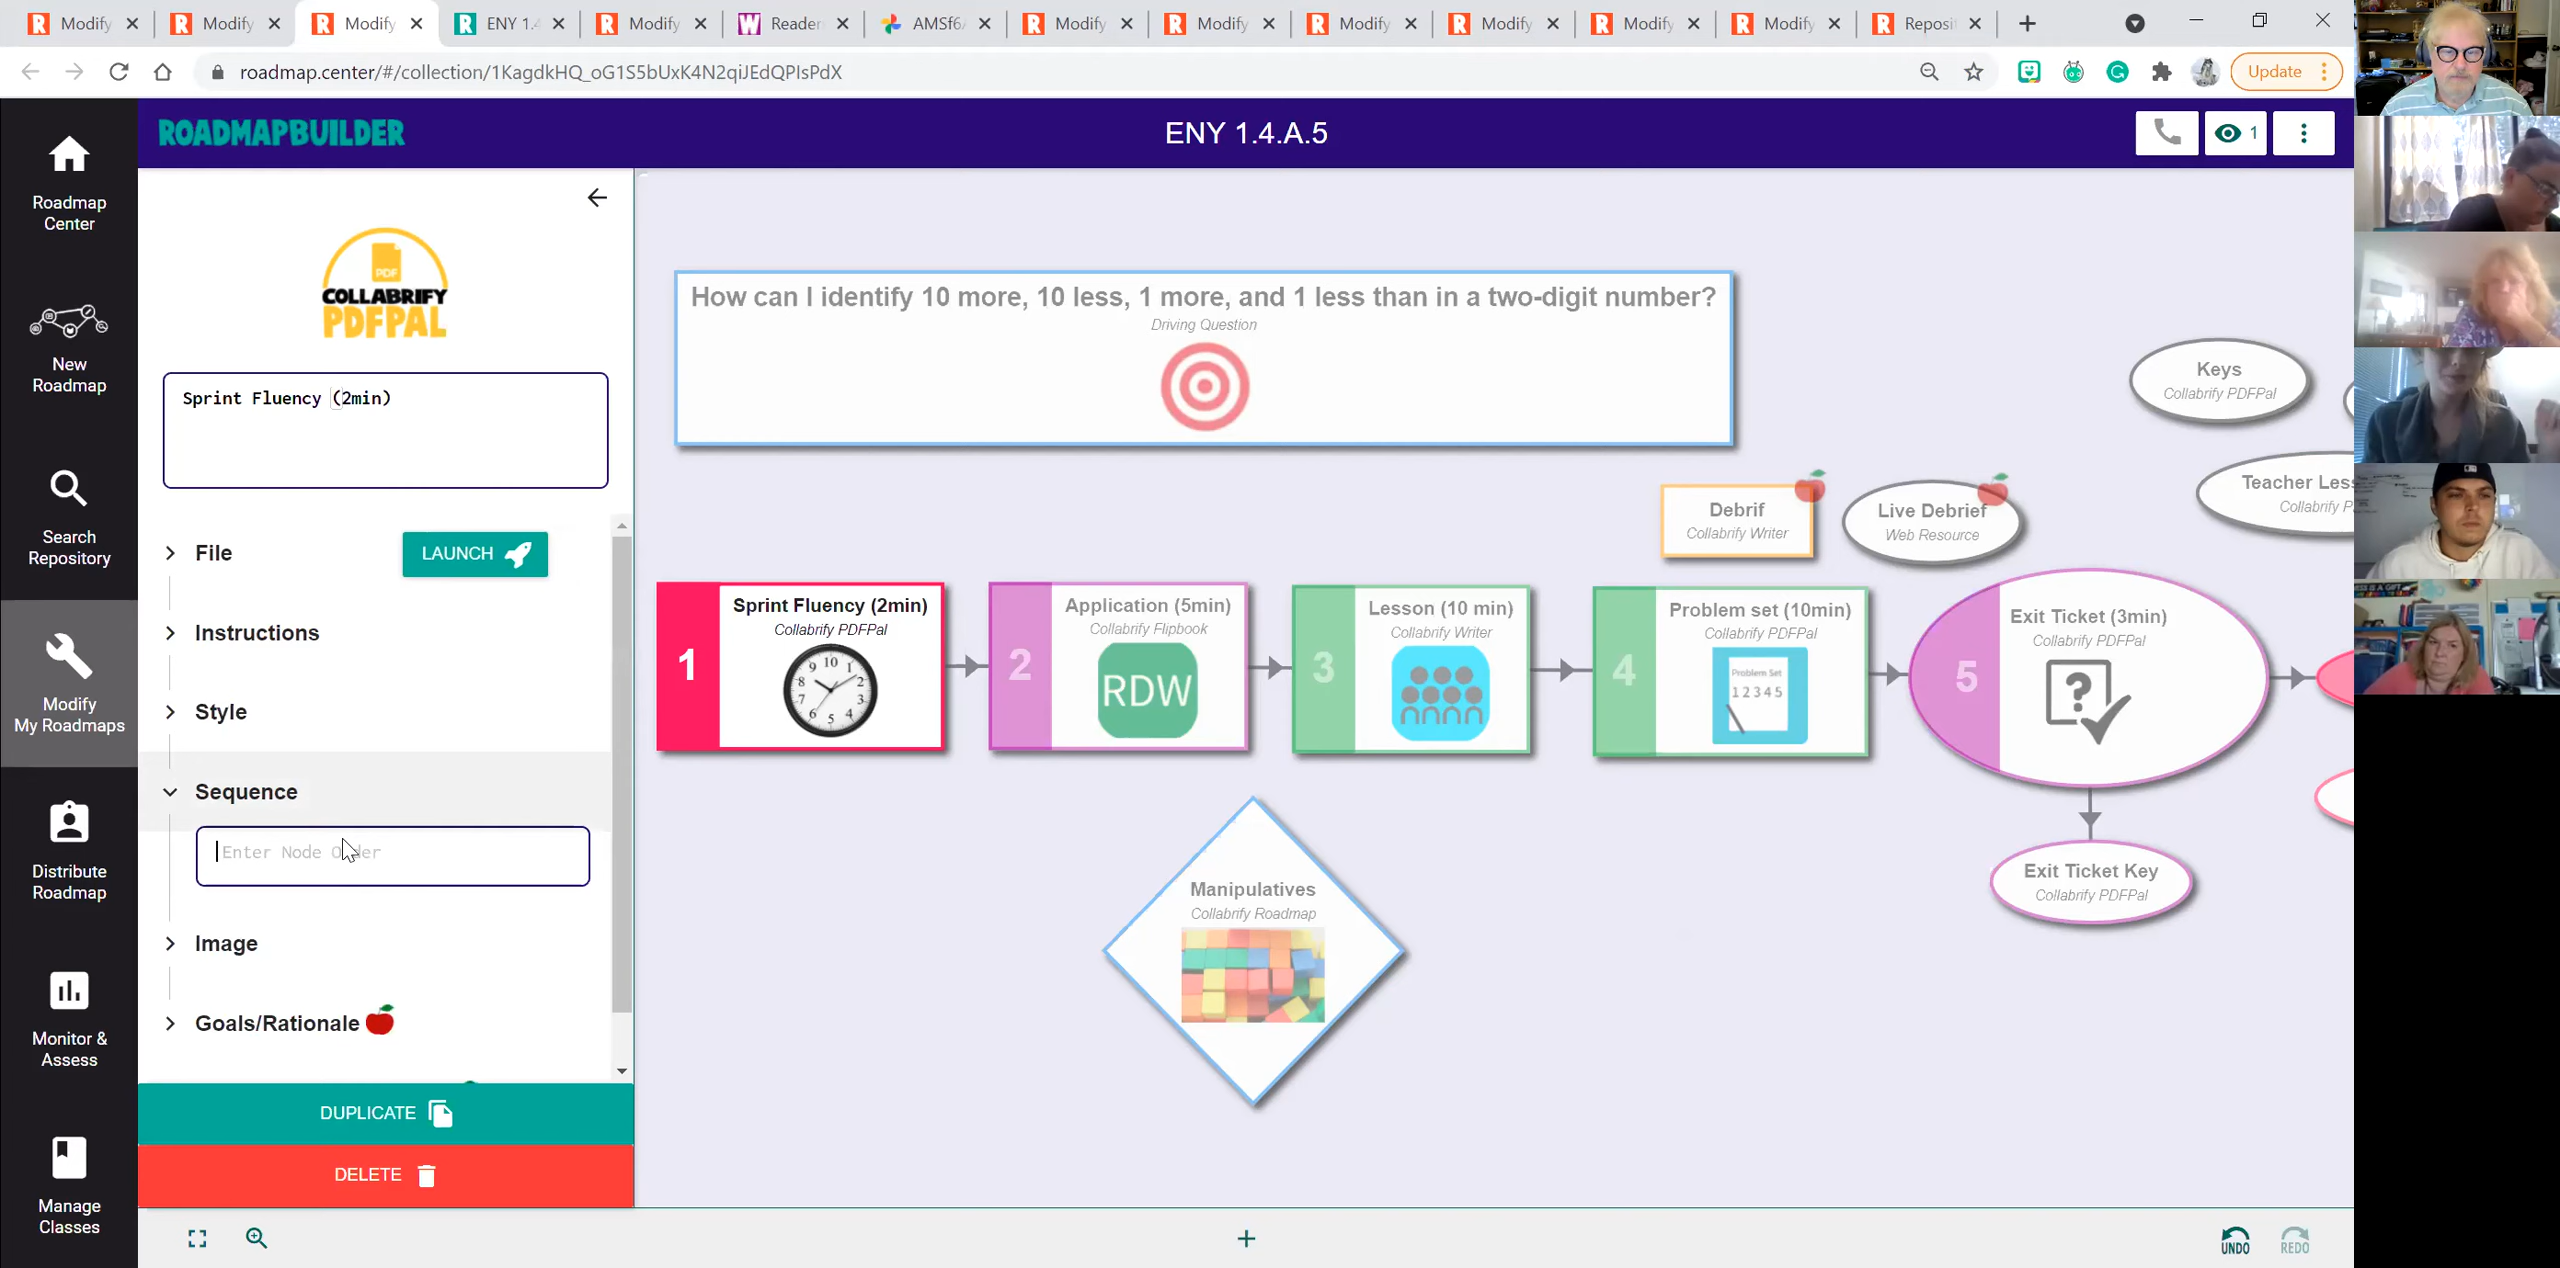 Modify
Modify
Modify
ENY 1.4
Modify
Reader
AMSf6
Modify
Modify
Modify
Modify
Modify
Modify
Reposi
roadmap.center/#/collection/1KagdkHQ_oG1S5bUxK4N2qiJEdQPIsPdX
Update
ROADMAPBUILDER
ENY 1.4.A.5
1
Roadmap
Center
New
Roadmap
Search
Repository
Modify
My Roadmaps
Distribute
Roadmap
Monitor &
Assess
Manage
Classes
PDF
COLLABRIFY
PDFPAL
Sprint Fluency (2min)
File
LAUNCH
Instructions
Style
Sequence
Enter Node Order
Image
Goals/Rationale
DUPLICATE
DELETE
How can I identify 10 more, 10 less, 1 more, and 1 less than in a two-digit number?
Driving Question
Keys
Collabrify PDFPal
Teacher Les
Collabrify P
Debrif
Collabrify Writer
Live Debrief
Web Resource
1
Sprint Fluency (2min)
Collabrify PDFPal
2
Application (5min)
Collabrify Flipbook
RDW
3
Lesson (10 min)
Collabrify Writer
4
Problem set (10min)
Collabrify PDFPal
Problem Set
1 2 3 4 5
5
Exit Ticket (3min)
Collabrify PDFPal
Exit Ticket Key
Collabrify PDFPal
Manipulatives
Collabrify Roadmap
UNDO
REDO